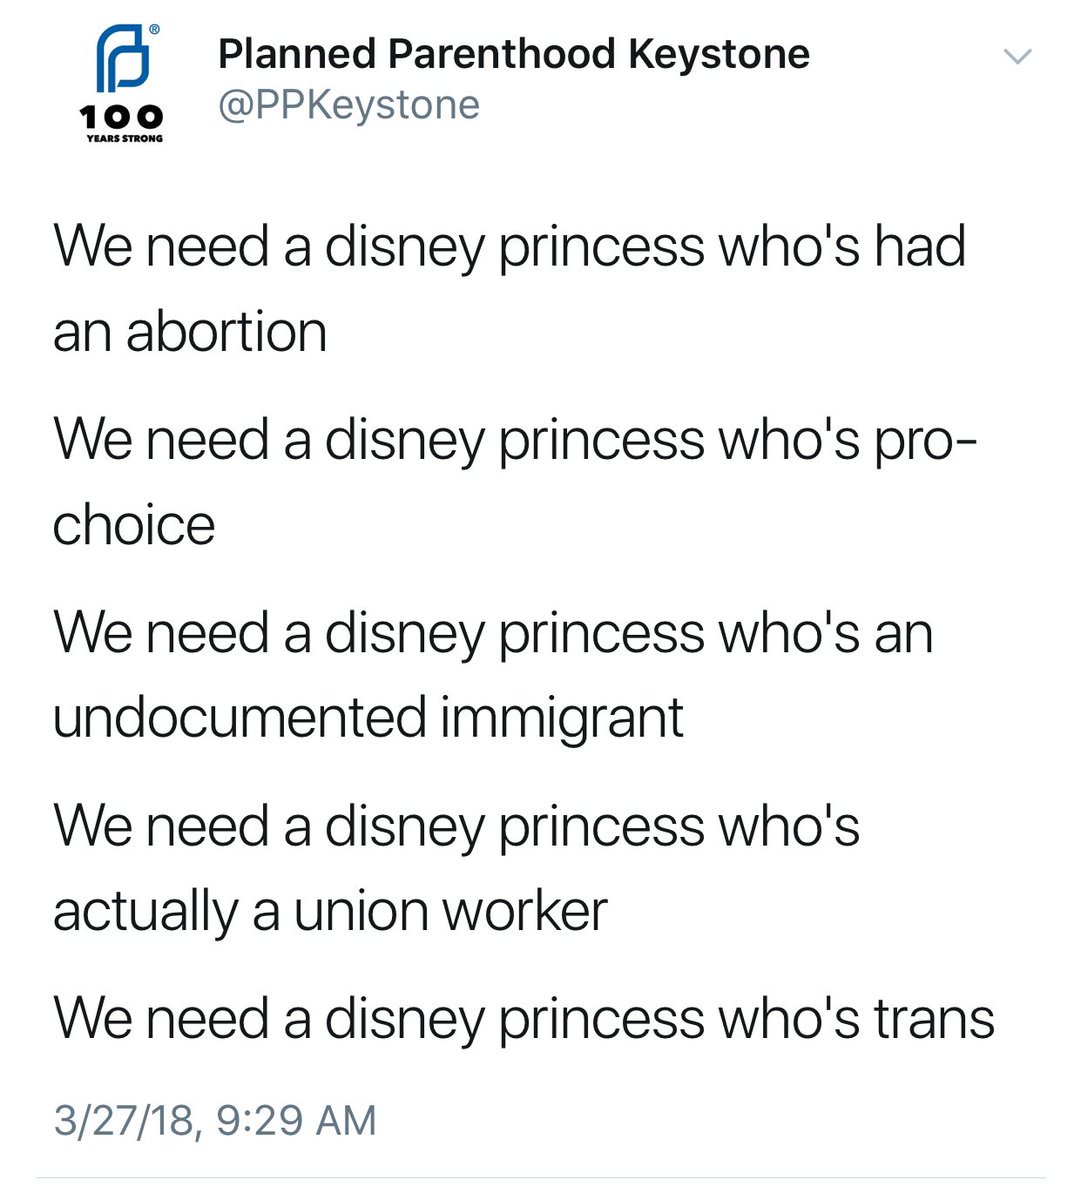 ®
100
YEARS STRONG
Planned Parenthood Keystone
@PPKeystone
We need a disney princess who's had
an abortion
We need a disney princess who's pro-
choice
We need a disney princess who's an
undocumented immigrant
We need a disney princess who's
actually a union worker
We need a disney princess who's trans
3/27/18, 9:29 AM